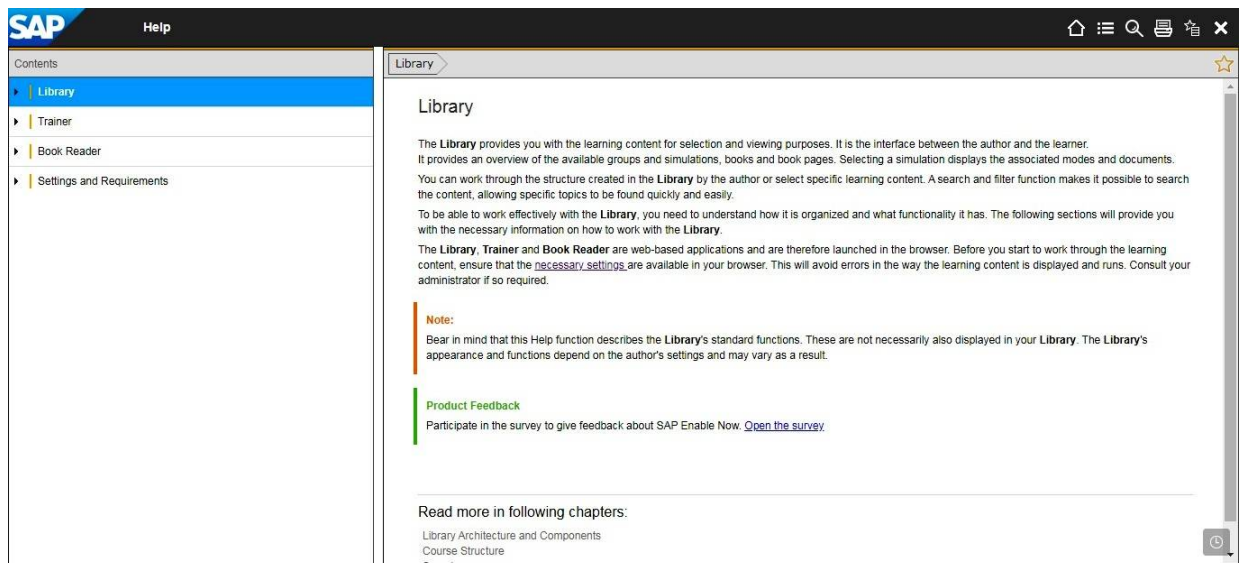 SAP Help
Contents
Library
Trainer
Book Reader
Settings and Requirements
Library
Library
The Library provides you with the learning content for selection and viewing purposes. It is the interface between the author and the learner.
It provides an overview of the available groups and simulations, books and book pages. Selecting a simulation displays the associated modes and documents.
You can work through the structure created in the Library by the author or select specific learning content. A search and filter function makes it possible to search
the content, allowing specific topics to be found quickly and easily.
To be able to work effectively with the Library, you need to understand how it is organized and what functionality it has. The following sections will provide you
with the necessary information on how to work with the Library.
The Library, Trainer and Book Reader are web-based applications and are therefore launched in the browser. Before you start to work through the learning
content, ensure that the necessary settings are available in your browser. This will avoid errors in the way the learning content is displayed and runs. Consult your
administrator if so required.
Note:
Bear in mind that this Help function describes the Library's standard functions. These are not necessarily also displayed in your Library. The Library's
appearance and functions depend on the author's settings and may vary as a result.
Product Feedback
Participate in the survey to give feedback about SAP Enable Now. Open the survey
Read more in following chapters:
Library Architecture and Components
Course Structure